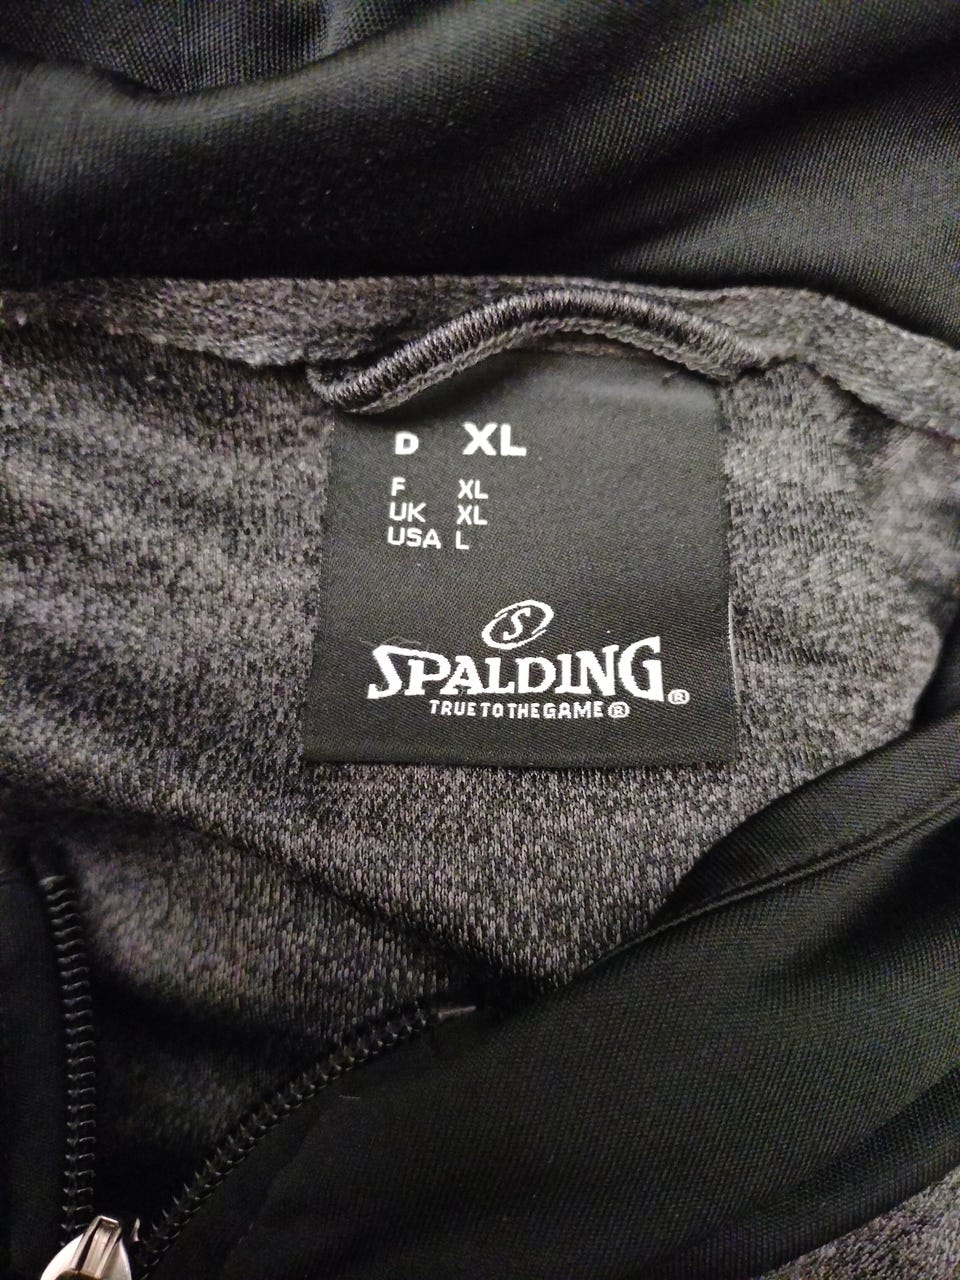 D XL
F XL
UK XL
USA L
S
SPALDING®
TRUE TO THE GAME®